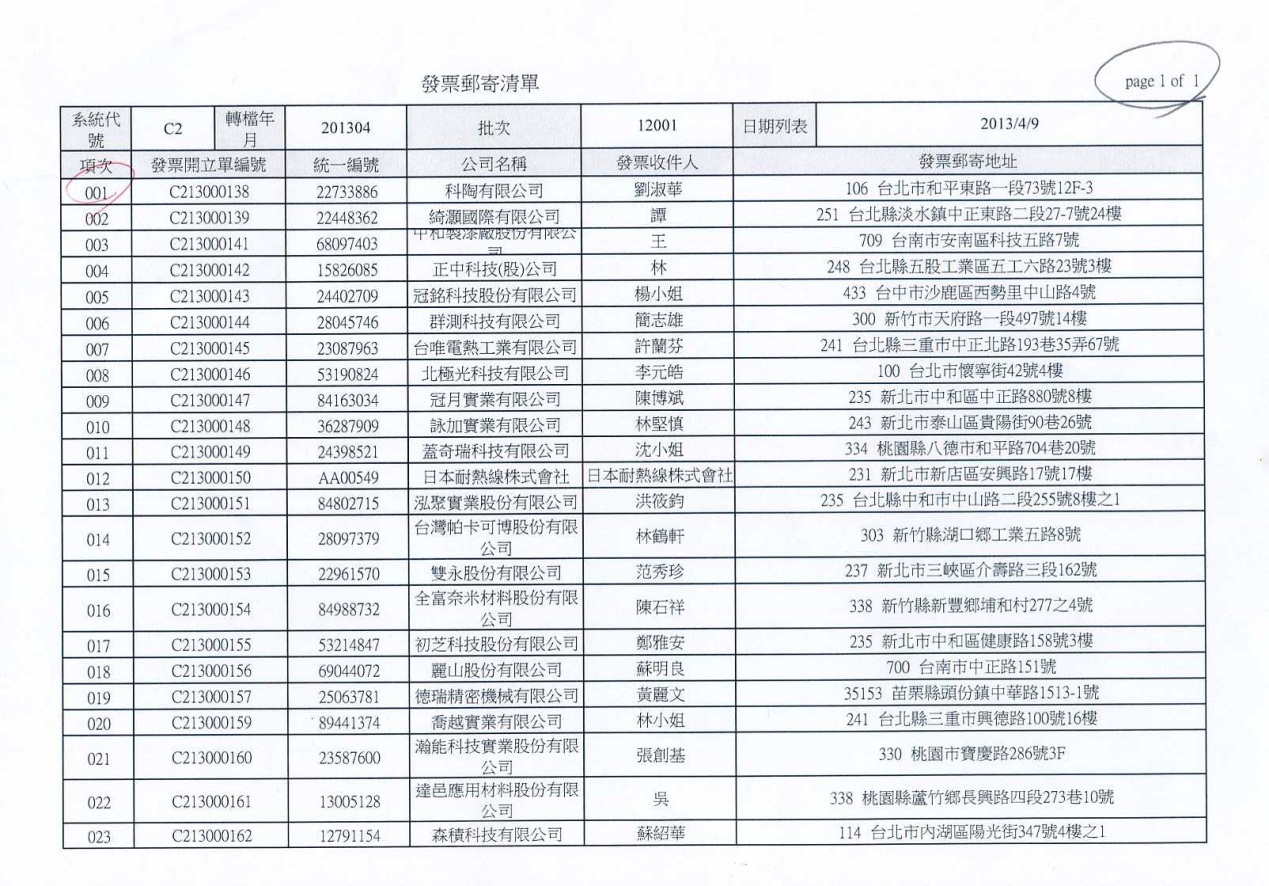 page 1 of 1
發票郵寄清單
系統代號 C2 轉檔年月 201304 批次 12001 日期列表 2013/4/9
項次 發票開立單編號 統一編號 公司名稱 發票收件人 發票郵寄地址
001 C213000138 22733886 科陶有限公司 劉淑華 106 台北市和平東路一段73號12F-3
002 C213000139 22448362 綺灝國際有限公司 譚 251 台北縣淡水鎮中正東路二段27-7號24樓
003 C213000141 68097403 中和製漆廠股份有限公司 王 709 台南市安南區科技五路7號
004 C213000142 15826085 正中科技(股)公司 林 248 台北縣五股工業區五工六路23號3樓
005 C213000143 24402709 冠銘科技股份有限公司 楊小姐 433 台中市沙鹿區西勢里中山路4號
006 C213000144 28045746 群測科技有限公司 簡志雄 300 新竹市天府路一段497號14樓
007 C213000145 23087963 台唯電熱工業有限公司 許蘭芬 241 台北縣三重市中正北路193巷35弄67號
008 C213000146 53190824 北極光科技有限公司 李元皓 100 台北市懷寧街42號4樓
009 C213000147 84163034 冠月實業有限公司 陳博斌 235 新北市中和區中正路880號8樓
010 C213000148 36287909 詠加實業有限公司 林堅慎 243 新北市泰山區貴陽街90巷26號
011 C213000149 24398521 蓋奇瑞科技有限公司 沈小姐 334 桃園縣八德市和平路704巷20號
012 C213000150 AA00549 日本耐熱線株式會社 日本耐熱線株式會社 231 新北市新店區安興路17號17樓
013 C213000151 84802715 泓聚實業股份有限公司 洪筱鈞 235 台北縣中和市中山路二段255號8樓之1
014 C213000152 28097379 台灣帕卡可博股份有限公司 林鶴軒 303 新竹縣湖口鄉工業五路8號
015 C213000153 22961570 雙永股份有限公司 范秀珍 237 新北市三峽區介壽路三段162號
016 C213000154 84988732 全富奈米材料股份有限公司 陳石祥 338 新竹縣新豐鄉埔和村277之4號
017 C213000155 53214847 初芝科技股份有限公司 鄭雅安 235 新北市中和區健康路158號3樓
018 C213000156 69044072 麗山股份有限公司 蘇明良 700 台南市中正路151號
019 C213000157 25063781 德瑞精密機械有限公司 黃麗文 35153 苗栗縣頭份鎮中華路1513-1號
020 C213000159 89441374 喬越實業有限公司 林小姐 241 台北縣三重市興德路100號16樓
021 C213000160 23587600 瀚能科技實業股份有限公司 張創基 330 桃園市寶慶路286號3F
022 C213000161 13005128 達邑應用材料股份有限公司 吳 338 桃園縣蘆竹鄉長興路四段273巷10號
023 C213000162 12791154 森積科技有限公司 蘇紹華 114 台北市內湖區陽光街347號4樓之1